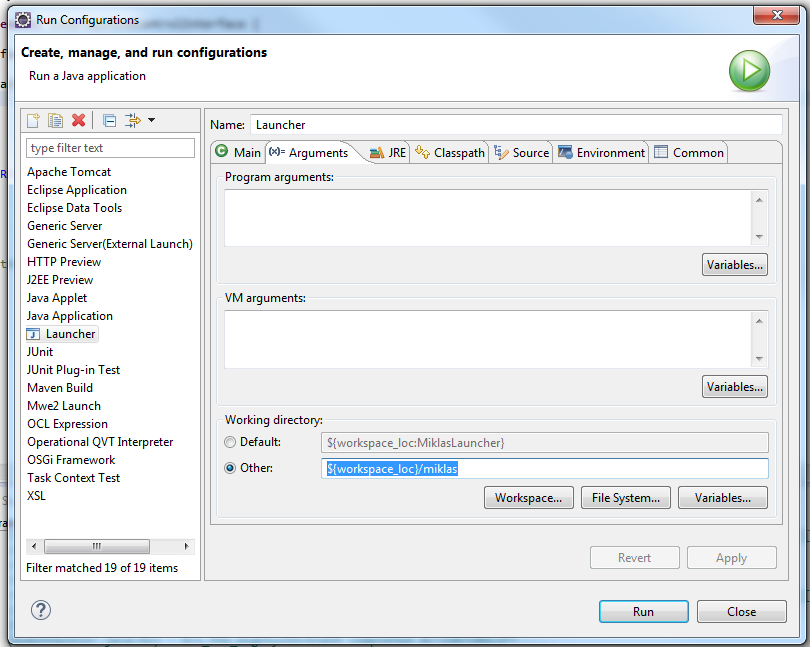 Run Configurations
Create, manage, and run configurations
Run a Java application
type filter text
Apache Tomcat
Eclipse Application
Eclipse Data Tools
Generic Server
Generic Server(External Launch)
HTTP Preview
J2EE Preview
Java Applet
Java Application
Launcher
JUnit
JUnit Plug-in Test
Maven Build
Mwe2 Launch
OCL Expression
Operational QVT Interpreter
OSGi Framework
Task Context Test
XSL
Filter matched 19 of 19 items
Name: Launcher
Main (x)= Arguments JRE Classpath Source Environment Common
Program arguments:
Variables...
VM arguments:
Variables...
Working directory:
Default: ${workspace_loc:MiklasLauncher}
Other: ${workspace_loc}/miklas
Workspace... File System... Variables...
Revert Apply
? Run Close